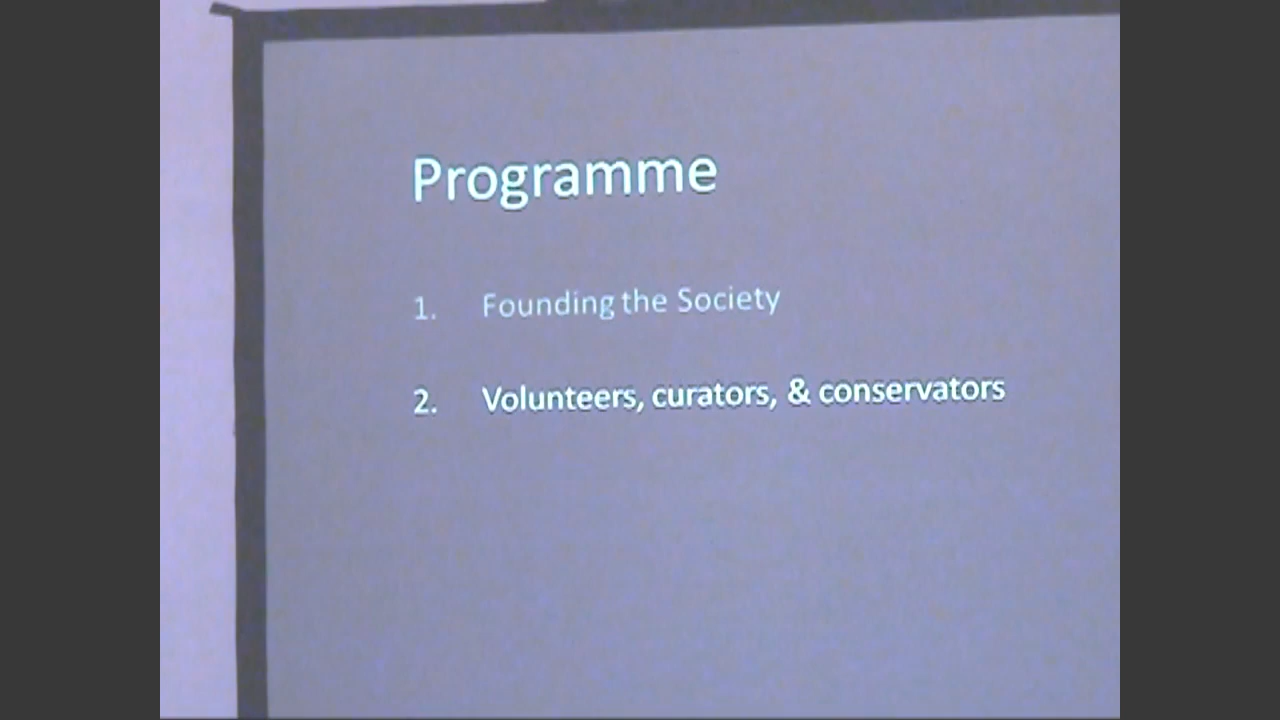 Programme
1. Founding the Society
2. Volunteers, curators, & conservators